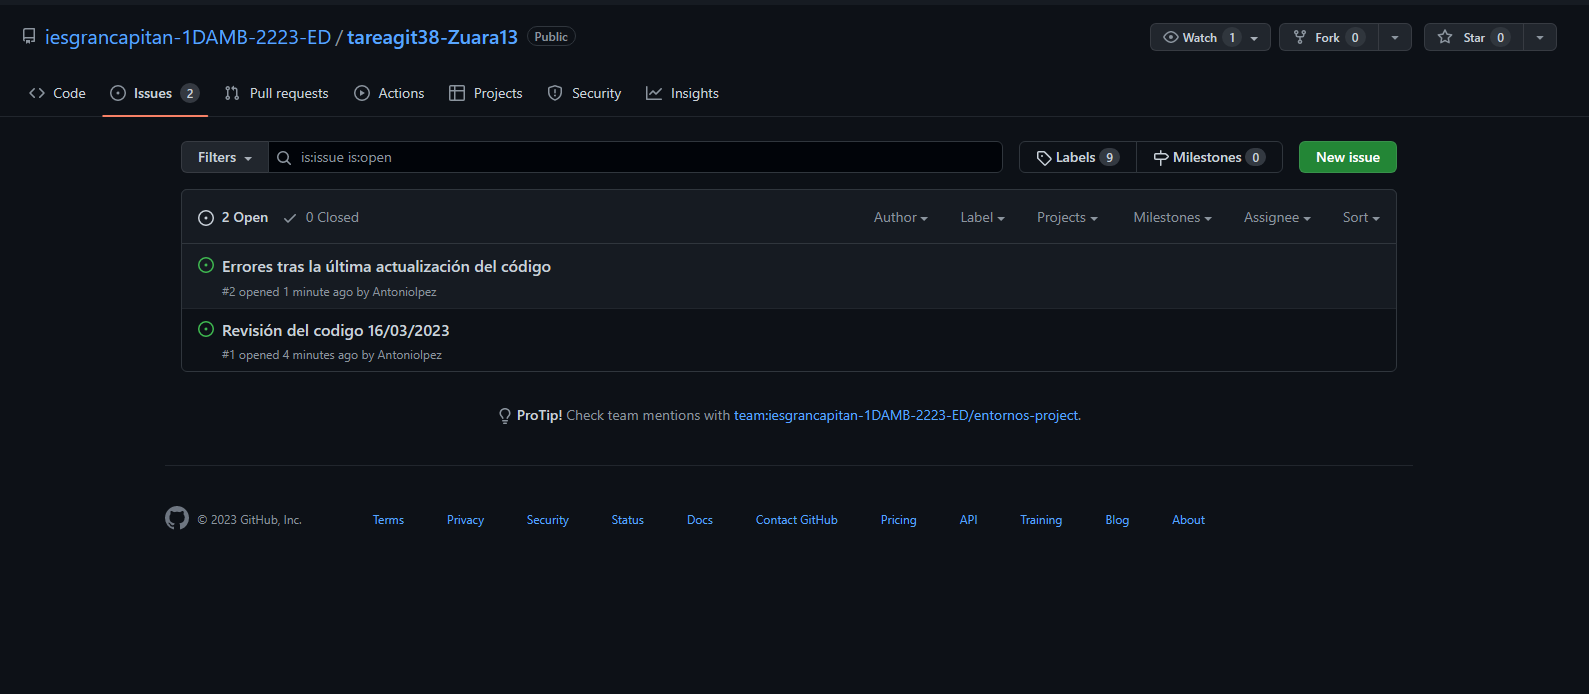 iesgrancapitan-1DAMB-2223-ED / tareagit38-Zuara13 Public Watch 1 Fork 0 Star 0
Code Issues 2 Pull requests Actions Projects Security Insights
Filters is:issue is:open Labels 9 Milestones 0 New issue
2 Open 0 Closed Author Label Projects Milestones Assignee Sort
Errores tras la última actualización del código
#2 opened 1 minute ago by Antoniolpez
Revisión del codigo 16/03/2023
#1 opened 4 minutes ago by Antoniolpez
ProTip! Check team mentions with team:iesgrancapitan-1DAMB-2223-ED/entornos-project.
© 2023 GitHub, Inc. Terms Privacy Security Status Docs Contact GitHub Pricing API Training Blog About